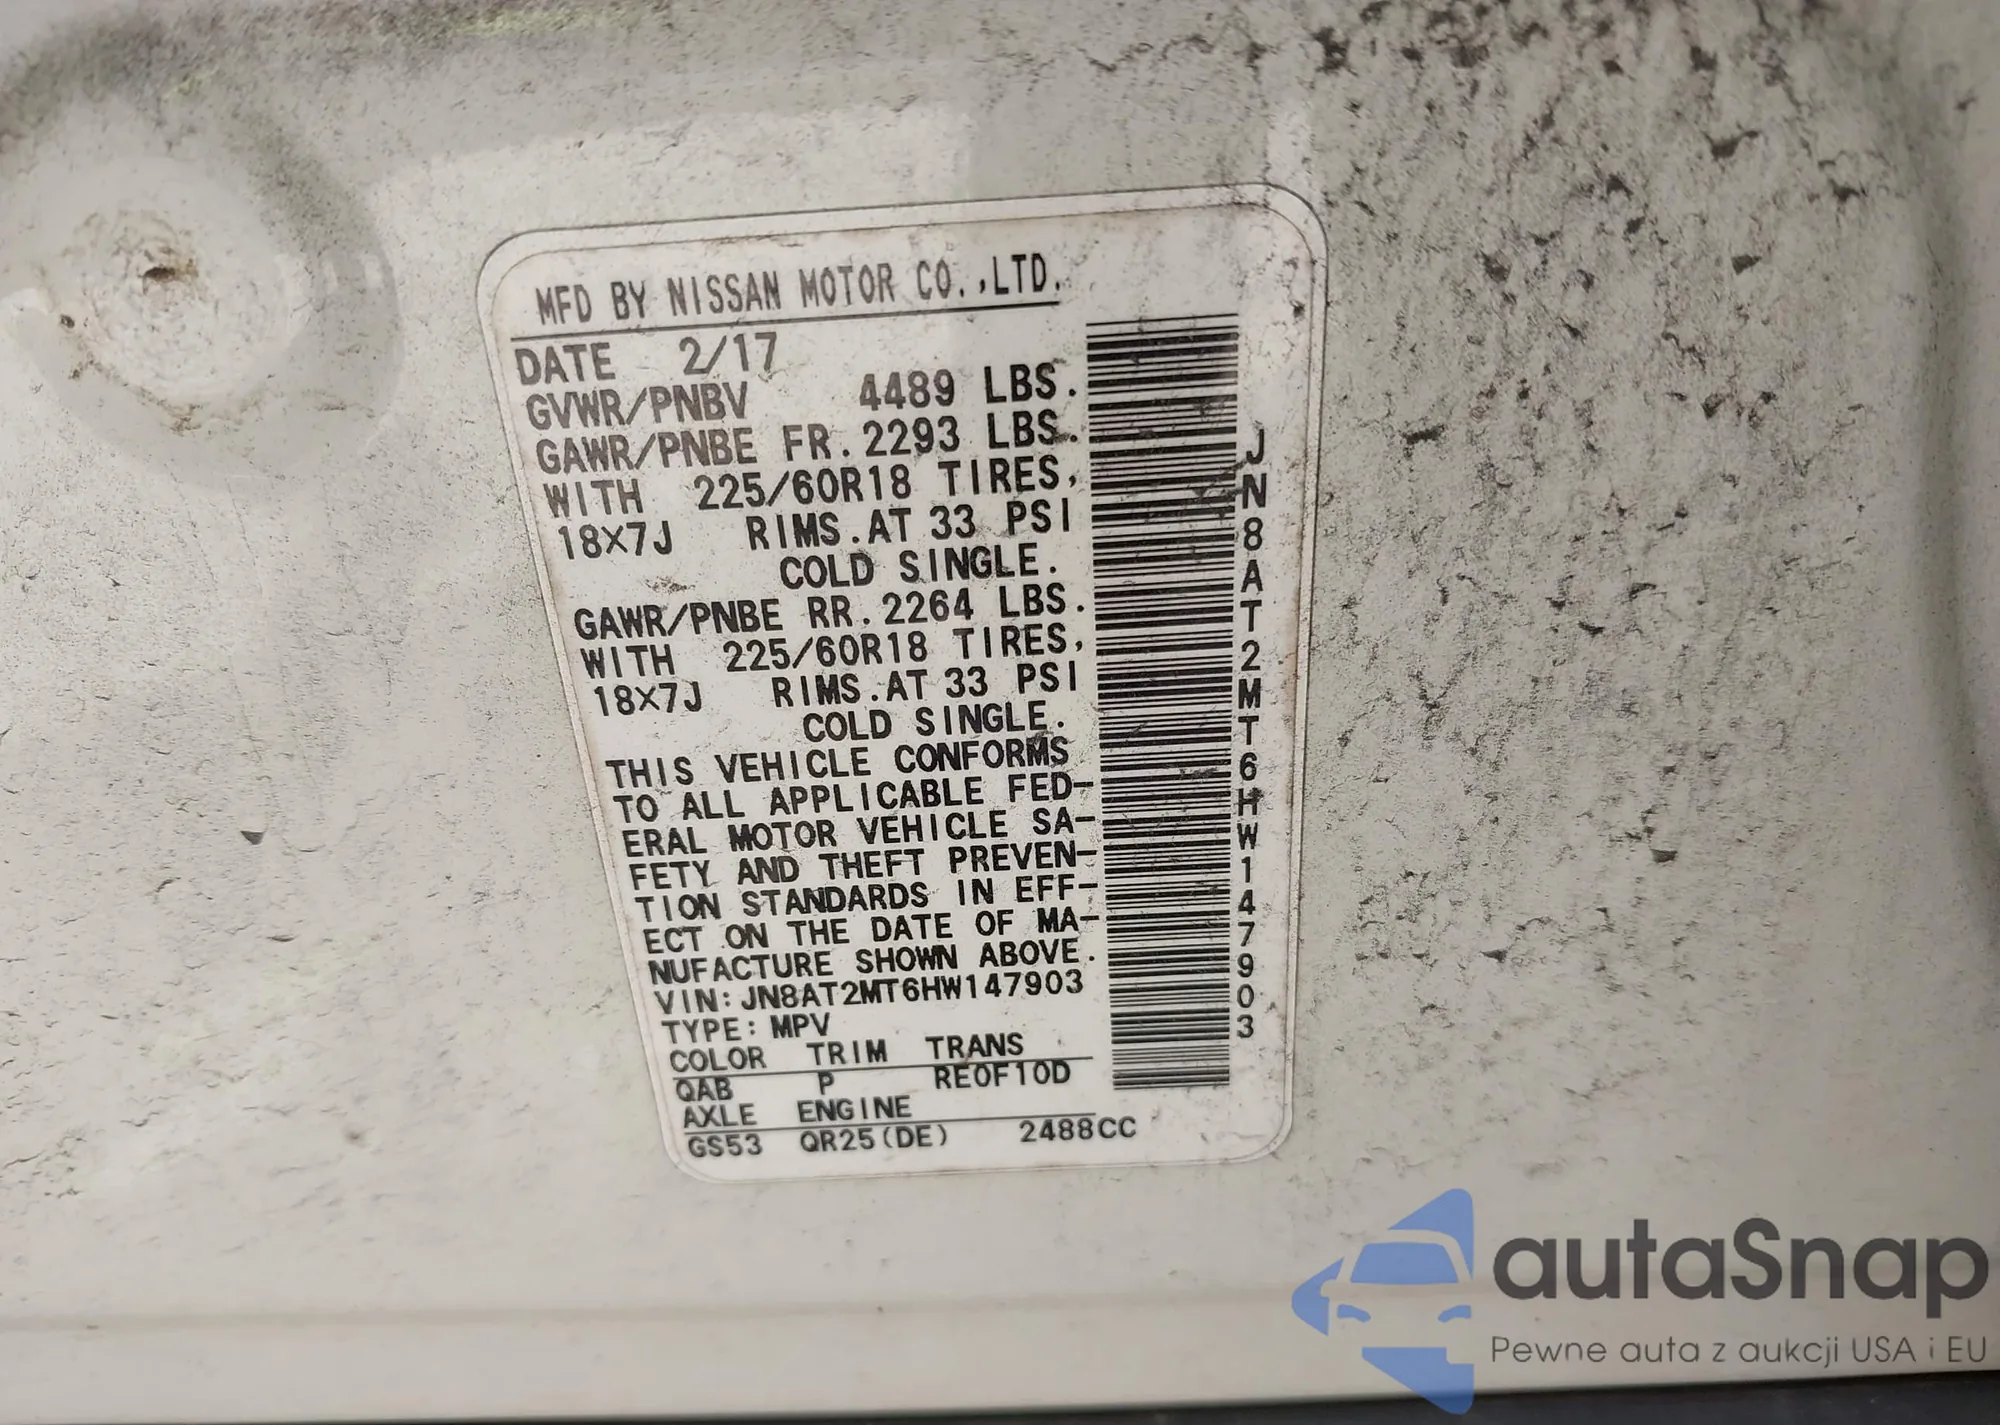 MFD BY NISSAN MOTOR CO.,LTD.
DATE 2/17
GVWR/PNBV 4489 LBS.
GAWR/PNBE FR.2293 LBS.
WITH 225/60R18 TIRES,
18X7J RIMS.AT 33 PSI
COLD SINGLE.
GAWR/PNBE RR.2264 LBS.
WITH 225/60R18 TIRES,
18X7J RIMS.AT 33 PSI
COLD SINGLE.
THIS VEHICLE CONFORMS
TO ALL APPLICABLE FED-
ERAL MOTOR VEHICLE SA-
FETY AND THEFT PREVEN-
TION STANDARDS IN EFF-
ECT ON THE DATE OF MA-
NUFACTURE SHOWN ABOVE.
VIN:JN8AT2MT6HW147903
TYPE:MPV
COLOR TRIM TRANS
QAB P RE0F10D
AXLE ENGINE
GS53 QR25(DE) 2488CC
JN8AT2MT6HW147903
autaSnap
Pewne auta z aukcji USA i EU